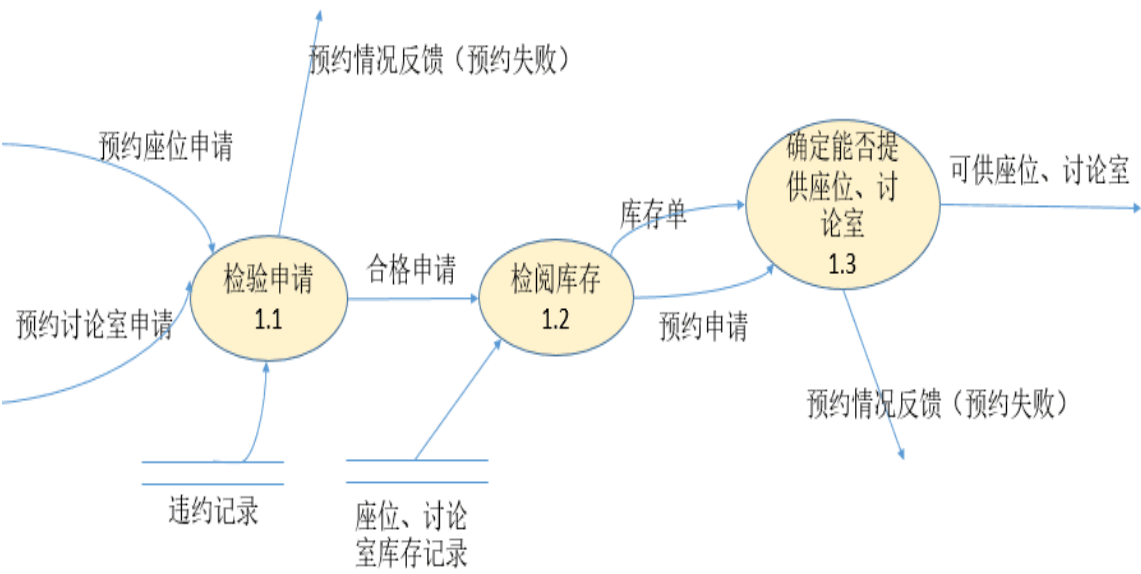 预约情况反馈（预约失败）
预约座位申请
确定能否提
供座位、讨
论室
1.3
可供座位、讨论室
库存单
合格申请
检验申请
1.1
检阅库存
1.2
预约讨论室申请
预约申请
预约情况反馈（预约失败）
违约记录
座位、讨论
室库存记录